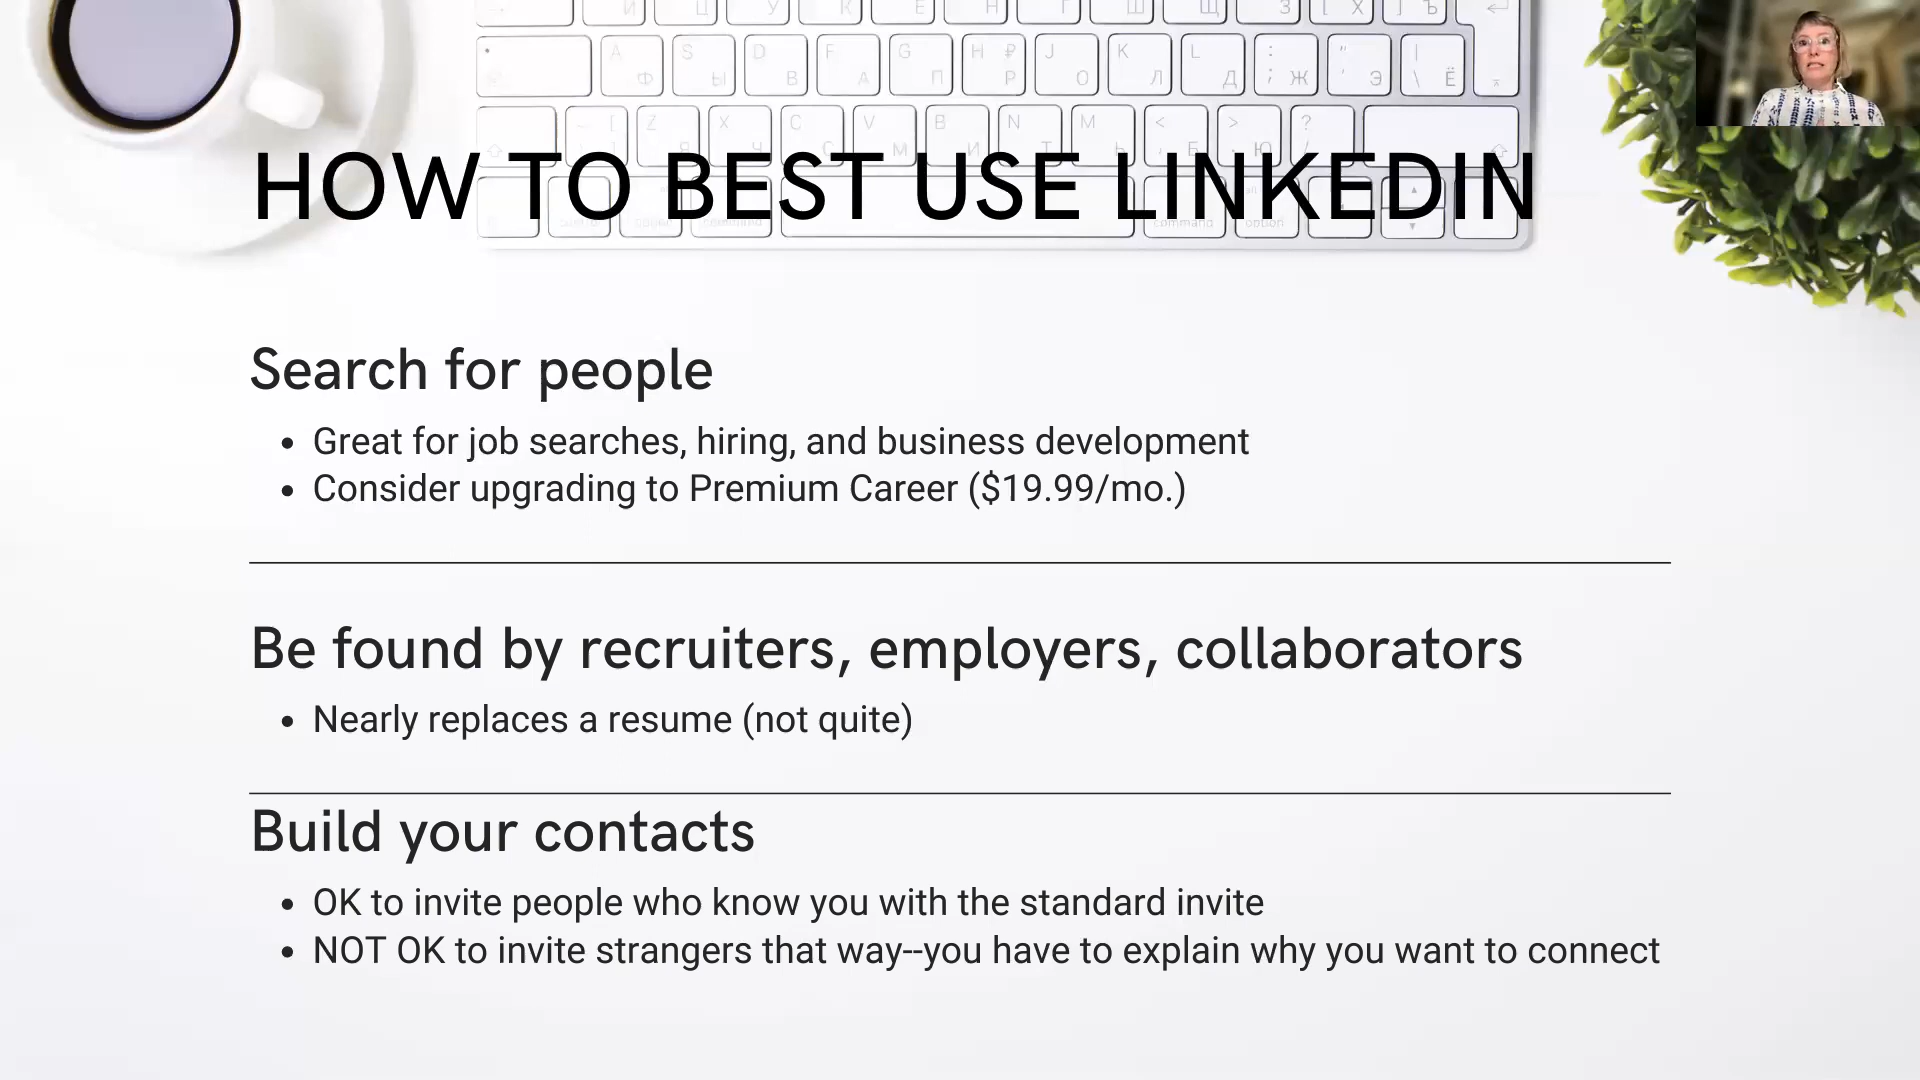 HOW TO BEST USE LINKEDIN
Search for people
• Great for job searches, hiring, and business development
• Consider upgrading to Premium Career ($19.99/mo.)
Be found by recruiters, employers, collaborators
• Nearly replaces a resume (not quite)
Build your contacts
• OK to invite people who know you with the standard invite
• NOT OK to invite strangers that way--you have to explain why you want to connect